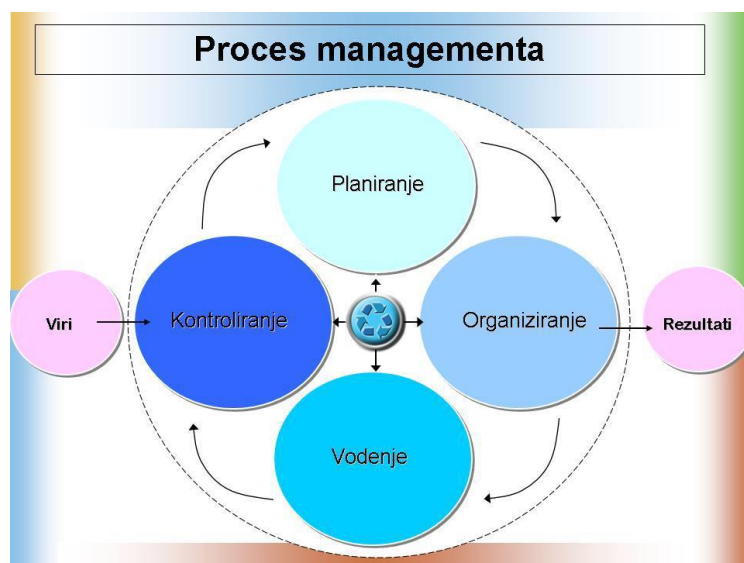 Proces managementa
Planiranje
Viri
Kontroliranje
Organiziranje
Rezultati
Vodenje